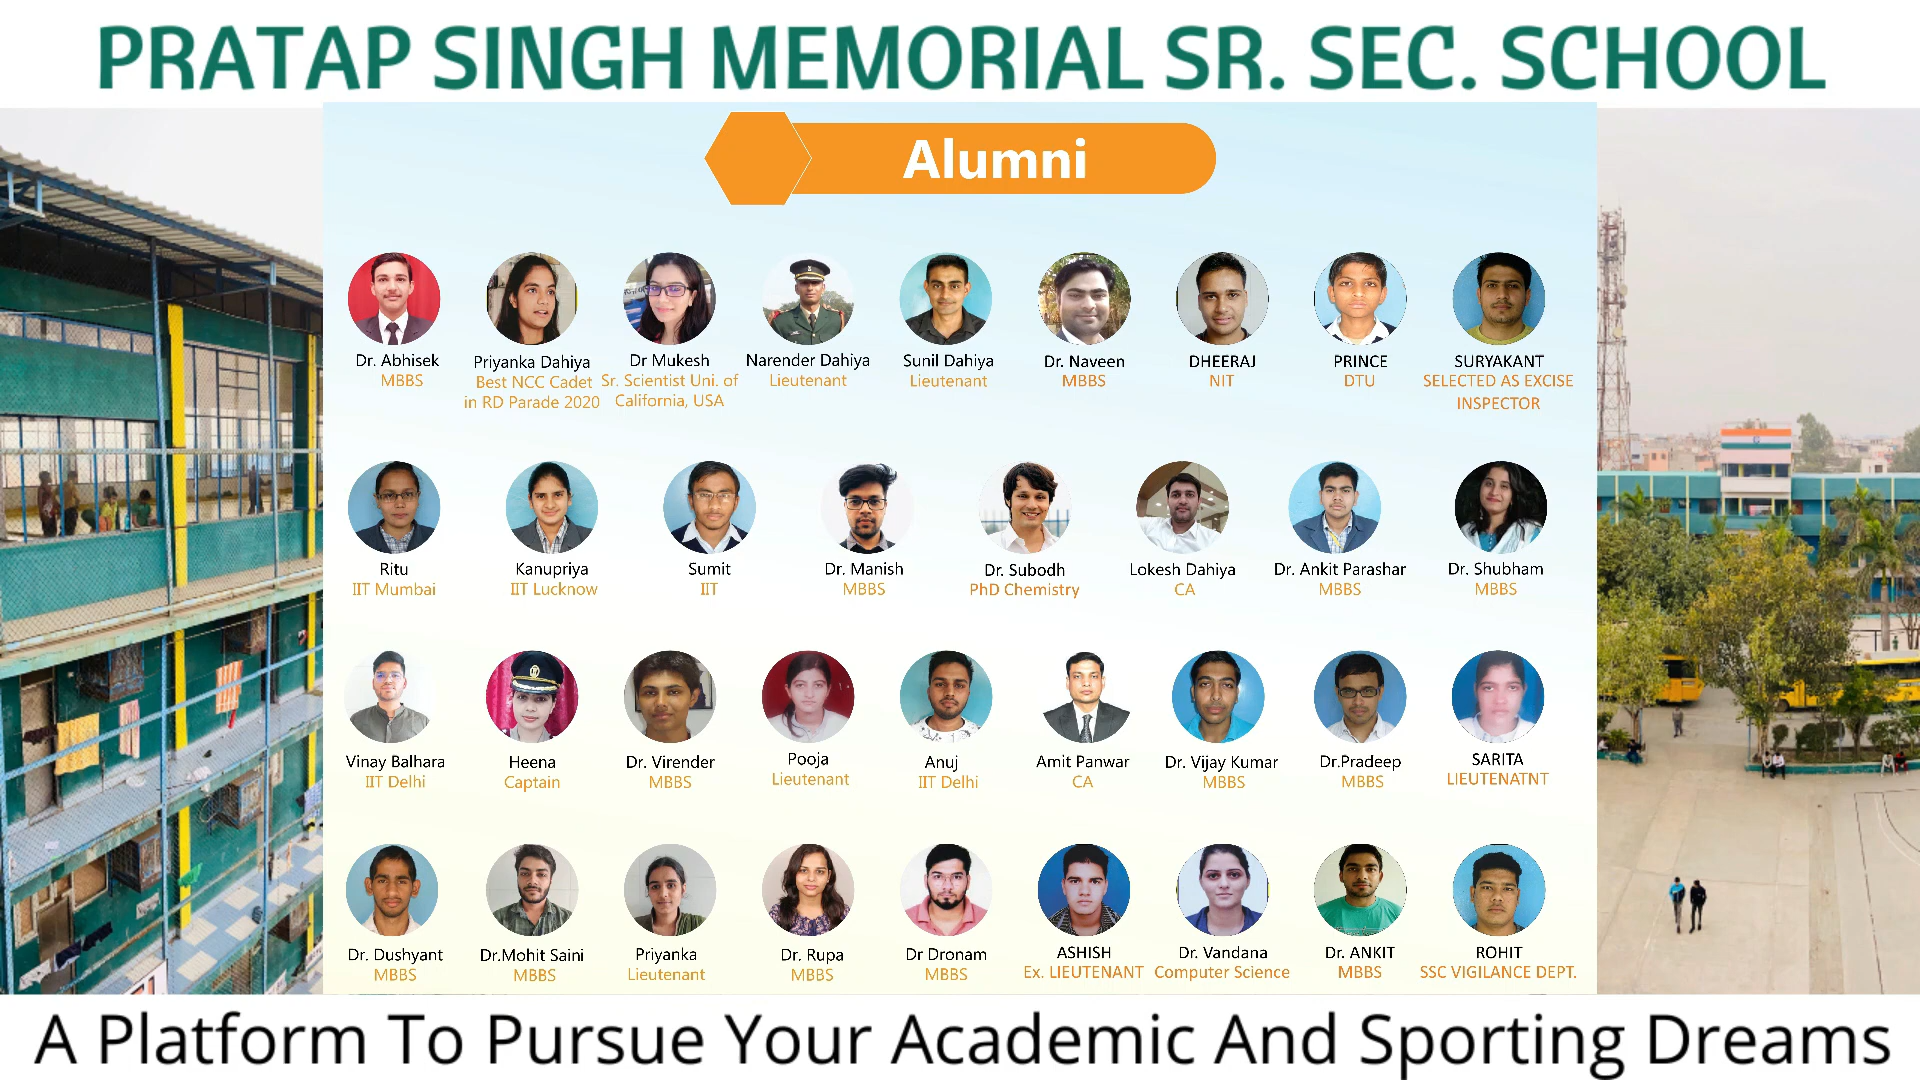 PRATAP SINGH MEMORIAL SR. SEC. SCHOOL
Alumni
Dr. Abhisek
MBBS
Priyanka Dahiya
Best NCC Cadet
in RD Parade 2020
Dr Mukesh
Sr. Scientist Uni. of
California, USA
Narender Dahiya
Lieutenant
Sunil Dahiya
Lieutenant
Dr. Naveen
MBBS
DHEERAJ
NIT
PRINCE
DTU
SURYAKANT
SELECTED AS EXCISE
INSPECTOR
Ritu
IIT Mumbai
Kanupriya
IIT Lucknow
Sumit
IIT
Dr. Manish
MBBS
Dr. Subodh
PhD Chemistry
Lokesh Dahiya
CA
Dr. Ankit Parashar
MBBS
Dr. Shubham
MBBS
Vinay Balhara
IIT Delhi
Heena
Captain
Dr. Virender
MBBS
Pooja
Lieutenant
Anuj
IIT Delhi
Amit Panwar
CA
Dr. Vijay Kumar
MBBS
Dr.Pradeep
MBBS
SARITA
LIEUTENATNT
Dr. Dushyant
MBBS
Dr.Mohit Saini
MBBS
Priyanka
Lieutenant
Dr. Rupa
MBBS
Dr Dronam
MBBS
ASHISH
Ex. LIEUTENANT
Dr. Vandana
Computer Science
Dr. ANKIT
MBBS
ROHIT
SSC VIGILANCE DEPT.
A Platform To Pursue Your Academic And Sporting Dreams